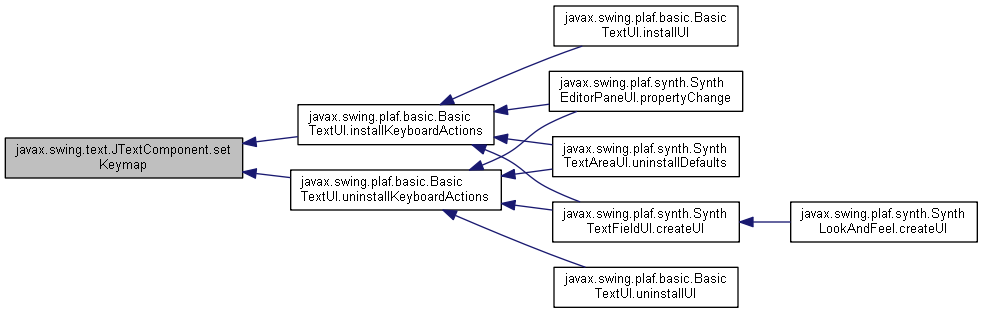 javax.swing.text.JTextComponent.set
Keymap
javax.swing.plaf.basic.Basic
TextUI.installKeyboardActions
javax.swing.plaf.basic.Basic
TextUI.uninstallKeyboardActions
javax.swing.plaf.basic.Basic
TextUI.installUI
javax.swing.plaf.synth.Synth
EditorPaneUI.propertyChange
javax.swing.plaf.synth.Synth
TextAreaUI.uninstallDefaults
javax.swing.plaf.synth.Synth
TextFieldUI.createUI
javax.swing.plaf.basic.Basic
TextUI.uninstallUI
javax.swing.plaf.synth.Synth
LookAndFeel.createUI